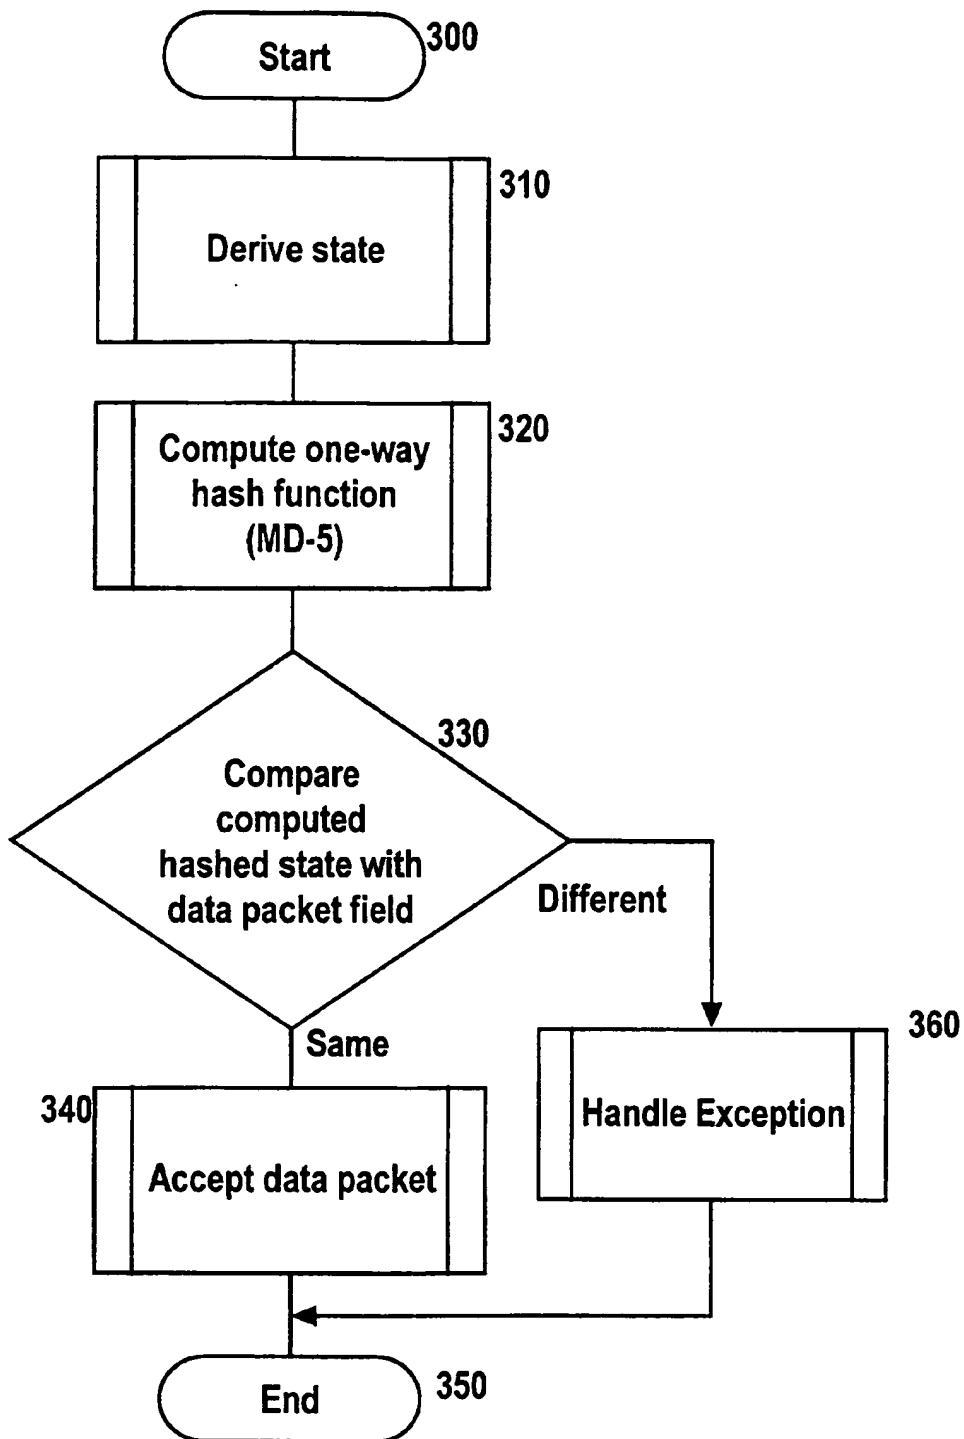 Start
300
310
Derive state
320
Compute one-way
hash function
(MD-5)
330
Compare
computed
hashed state with
data packet field
Different
Same
360
Handle Exception
340
Accept data packet
End
350